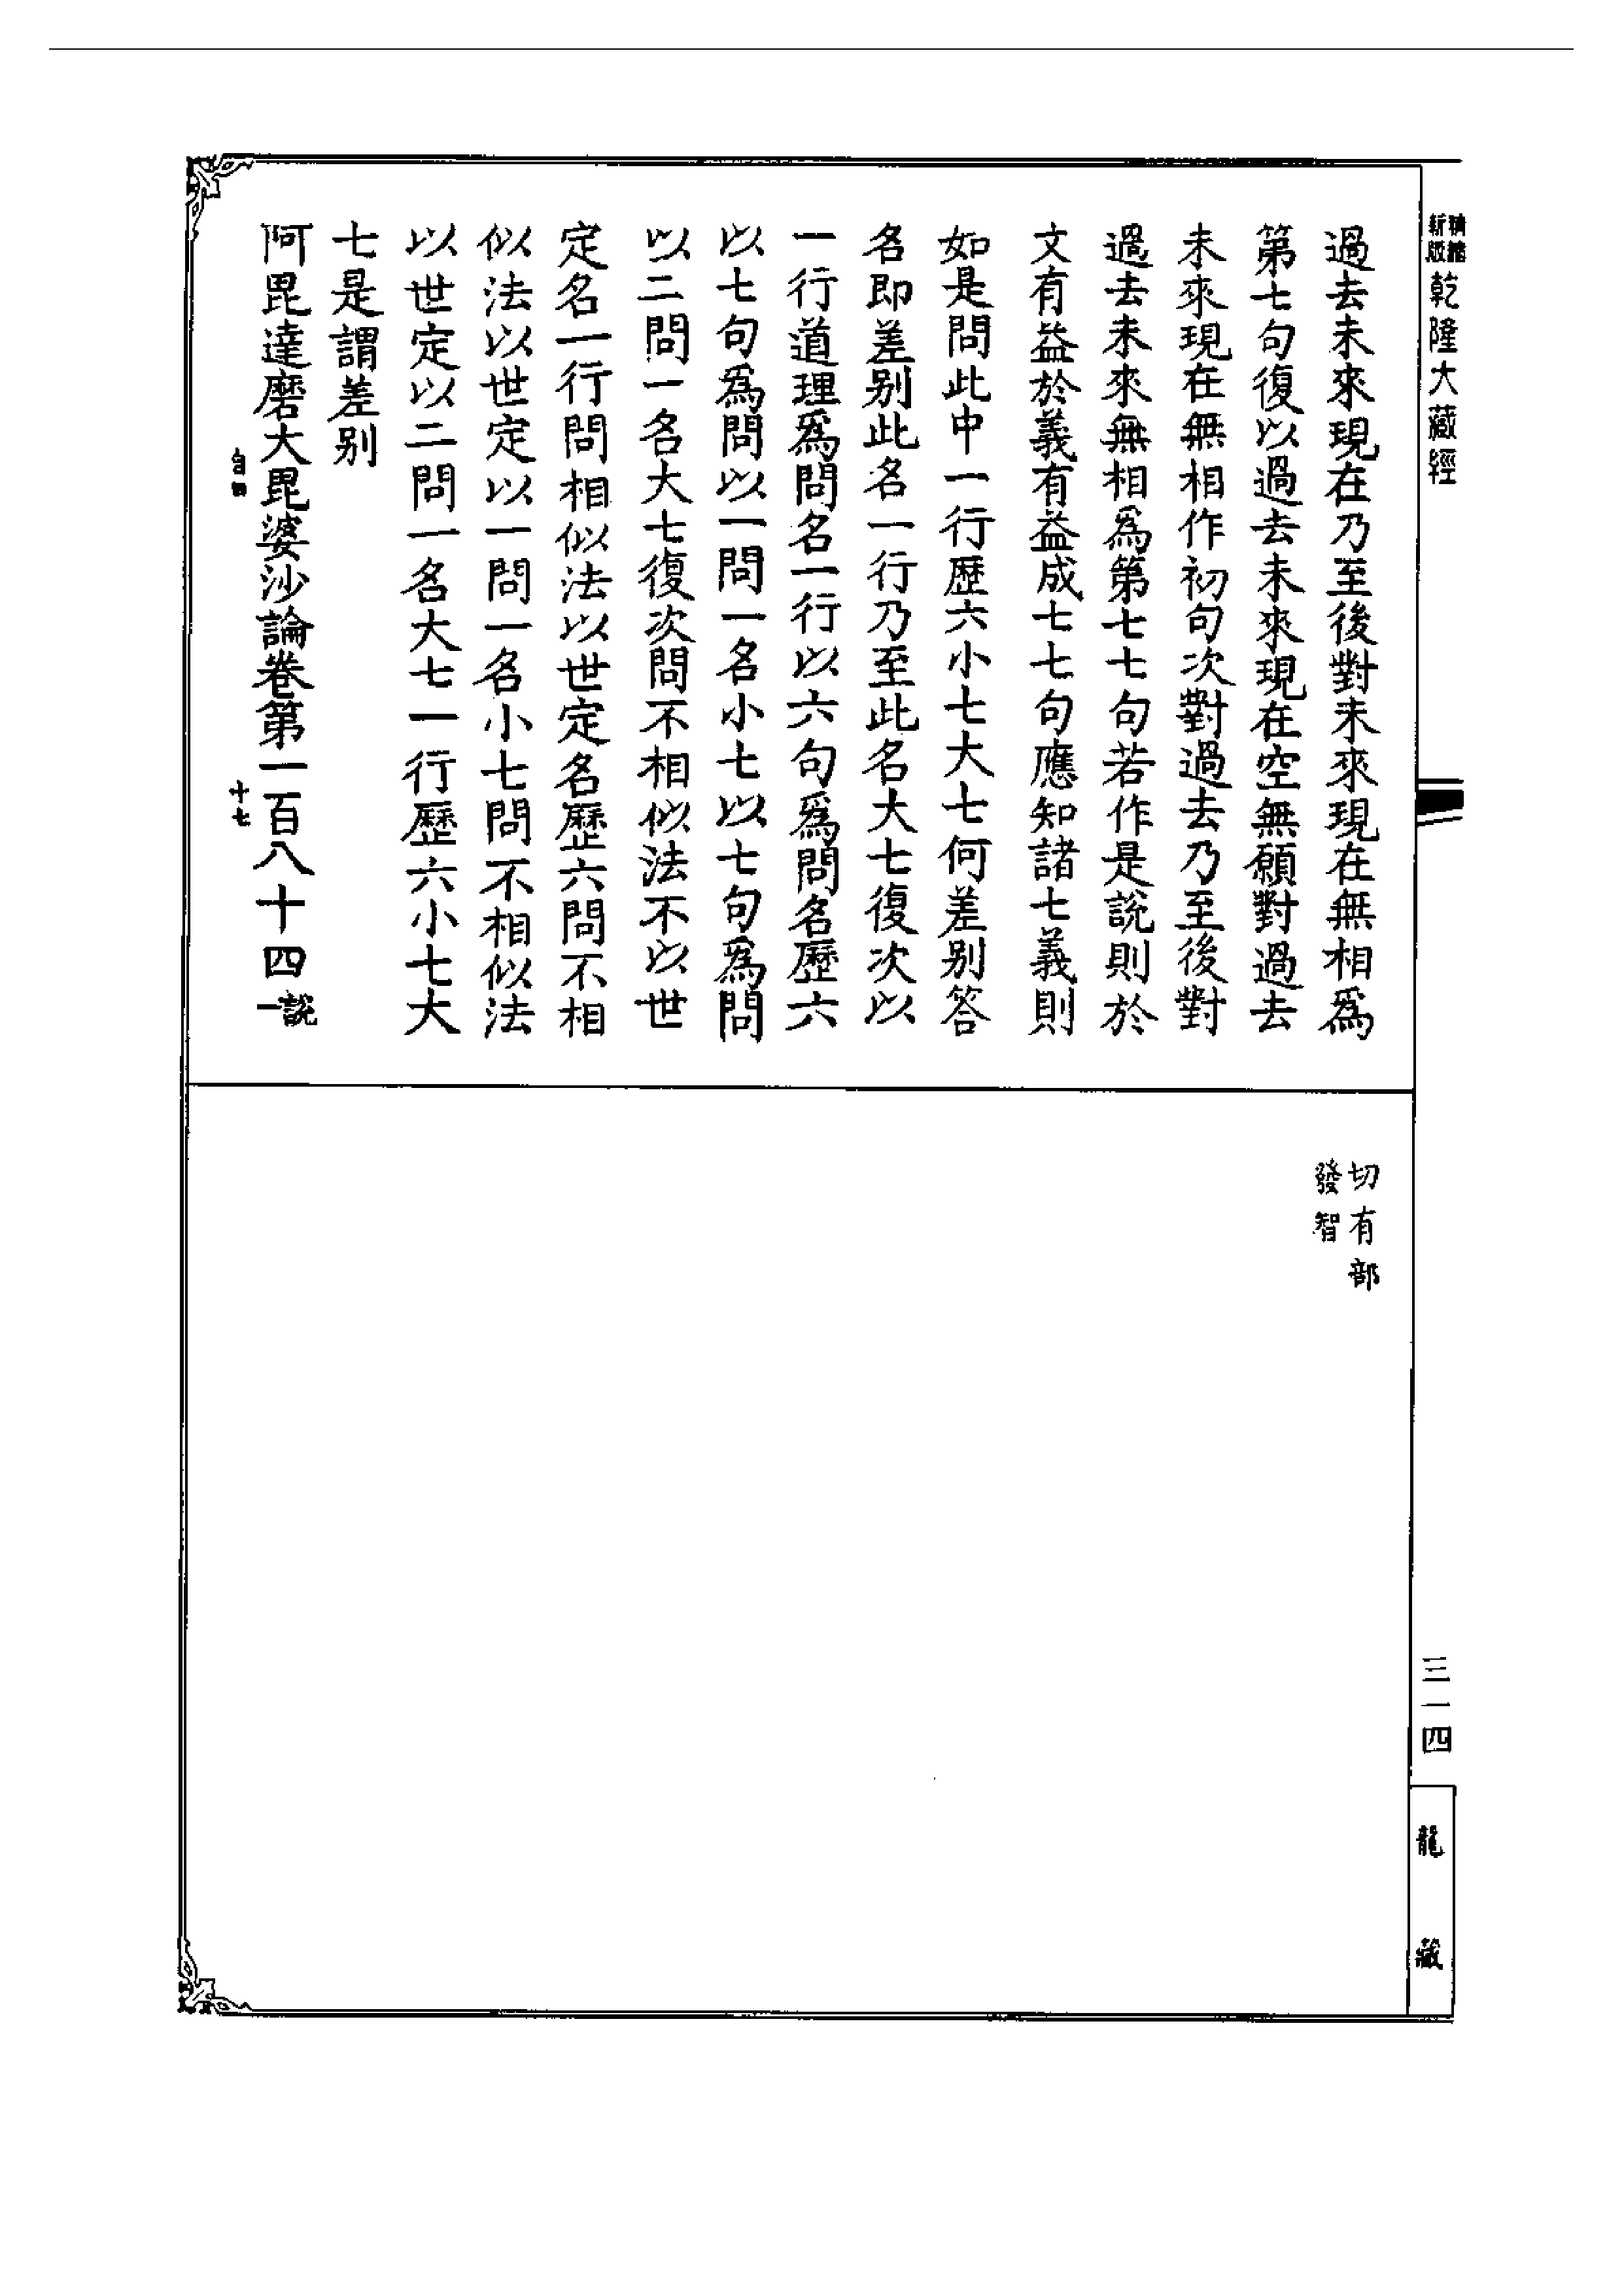 精縮
新版
乾隆大藏經
過去未來現在乃至後對未來現在無相爲
第七句復以過去未來現在空無願對過去
未來現在無相作初句次對過去乃至後對
過去未來無相爲第七七句若作是說則於
文有益於義有益成七七句應知諸七義則
如是問此中一行歷六小七大七何差别答
名即差别此名一行乃至此名大七復次以
一行道理爲問名一行以六句爲問名歷六
以七句爲問以一問一名小七以七句爲問
以二問一名大七復次問不相似法不以世
定名一行問相似法以世定名歷六問不相
似法以世定以一問一名小七問不相似法
以世定以二問一名大七一行歷六小七大
七是謂差别
阿毘達磨大毘婆沙論卷第一百八十四
說一
切有部
發智
自四
十七
三一四
龍藏